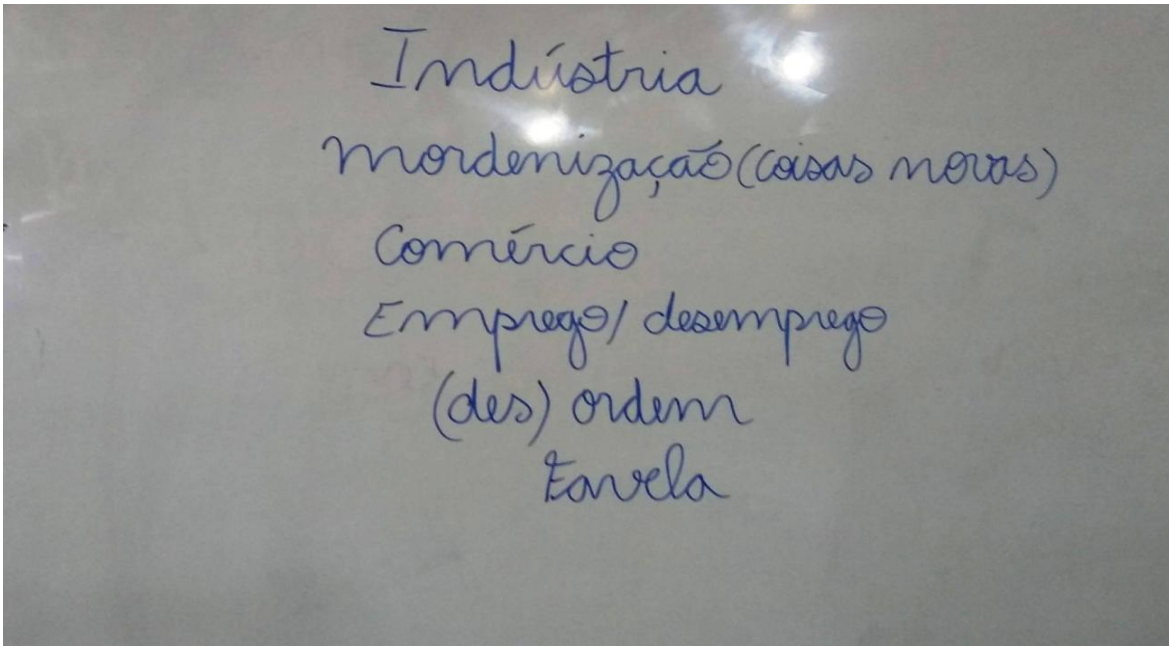 Indústria
Mordenização (coisas novas)
Comércio
Emprego/ desemprego
(des) ordem
Favela